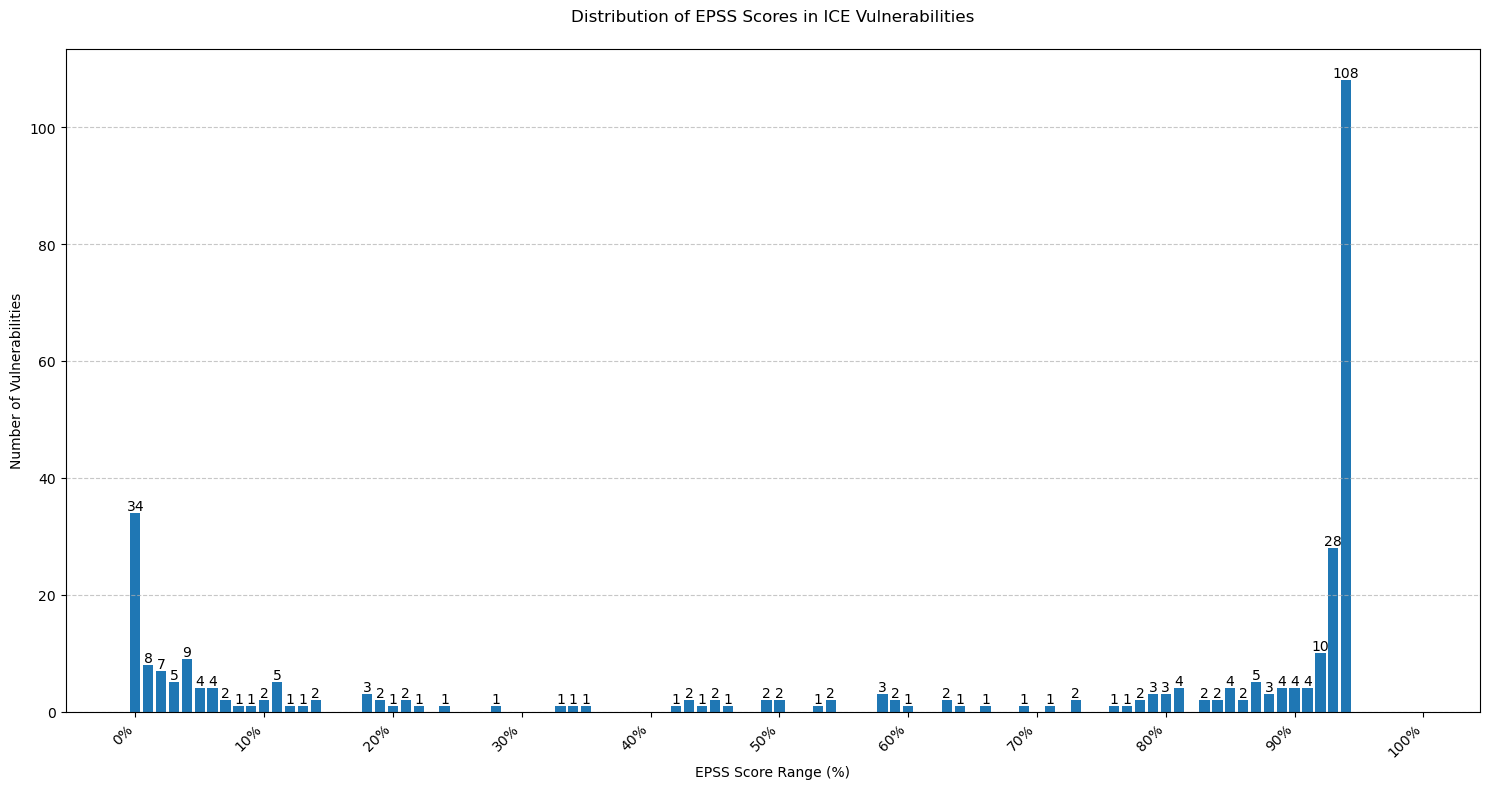 Distribution of EPSS Scores in ICE Vulnerabilities
108
100
80
60
40
20
0
Number of Vulnerabilities
34 8 7 5 9 4 4 2 1 1 2 5 1 1 2 3 2 1 2 1 1 1 1 1 1 1 2 1 2 1 2 2 1 2 3 2 1 2 1 1 1 1 2 1 1 2 3 3 4 2 2 4 2 5 3 4 4 4 10 28
0% 10% 20% 30% 40% 50% 60% 70% 80% 90% 100%
EPSS Score Range (%)